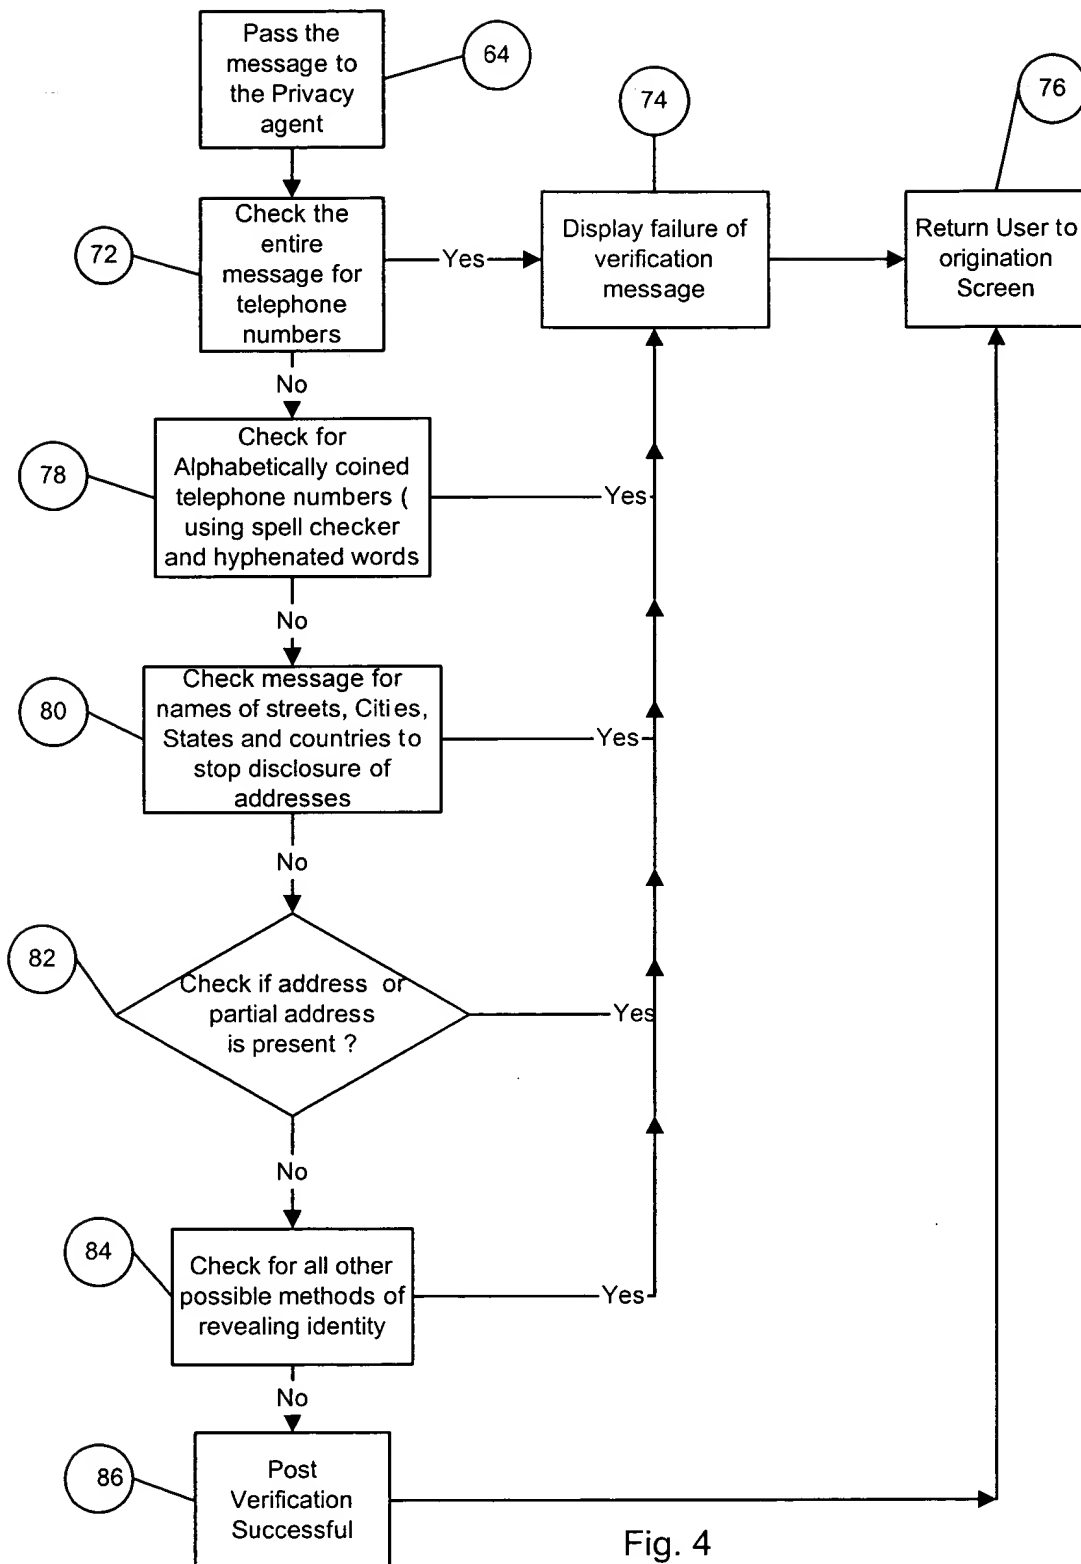 Pass the
message to
the Privacy
agent
64
74
76
72
Check the
entire
message for
telephone
numbers
Yes
Display failure of
verification
message
Return User to
origination
Screen
No
78
Check for
Alphabetically coined
telephone numbers (
using spell checker
and hyphenated words
Yes
No
80
Check message for
names of streets, Cities,
States and countries to
stop disclosure of
addresses
Yes
No
82
Check if address or
partial address
is present ?
Yes
No
84
Check for all other
possible methods of
revealing identity
Yes
No
86
Post
Verification
Successful
Fig. 4